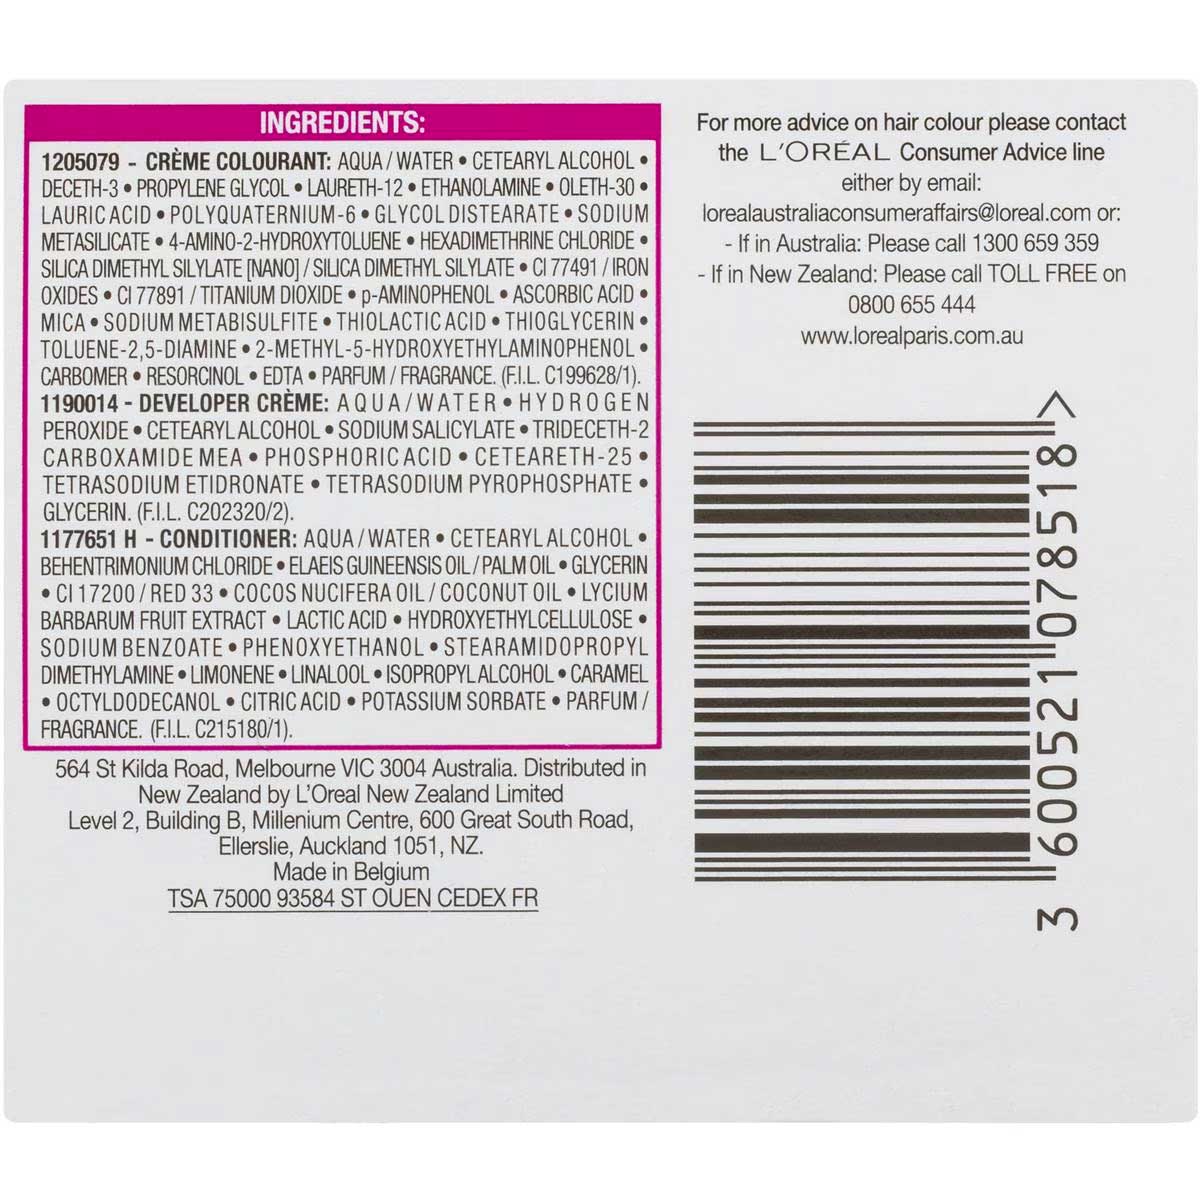 INGREDIENTS:
1205079 - CRÈME COLOURANT: AQUA / WATER • CETEARYL ALCOHOL •
DECETH-3 • PROPYLENE GLYCOL • LAURETH-12 • ETHANOLAMINE • OLETH-30 •
LAURIC ACID • POLYQUATERNIUM-6 • GLYCOL DISTEARATE • SODIUM
METASILICATE • 4-AMINO-2-HYDROXYTOLUENE • HEXADIMETHRINE CHLORIDE •
SILICA DIMETHYL SILYLATE [NANO] / SILICA DIMETHYL SILYLATE • CI 77491 / IRON
OXIDES • CI 77891 / TITANIUM DIOXIDE • p-AMINOPHENOL • ASCORBIC ACID •
MICA • SODIUM METABISULFITE • THIOLACTIC ACID • THIOGLYCERIN •
TOLUENE-2,5-DIAMINE • 2-METHYL-5-HYDROXYETHYLAMINOPHENOL •
CARBOMER • RESORCINOL • EDTA • PARFUM / FRAGRANCE. (F.I.L. C199628/1).
1190014 - DEVELOPER CRÈME: AQUA / WATER • HYDROGEN
PEROXIDE • CETEARYL ALCOHOL • SODIUM SALICYLATE • TRIDECETH-2
CARBOXAMIDE MEA • PHOSPHORIC ACID • CETEARETH-25 •
TETRASODIUM ETIDRONATE • TETRASODIUM PYROPHOSPHATE •
GLYCERIN. (F.I.L. C202320/2).
1177651 H - CONDITIONER: AQUA / WATER • CETEARYL ALCOHOL •
BEHENTRIMONIUM CHLORIDE • ELAEIS GUINEENSIS OIL / PALM OIL • GLYCERIN
• CI 17200 / RED 33 • COCOS NUCIFERA OIL / COCONUT OIL • LYCIUM
BARBARUM FRUIT EXTRACT • LACTIC ACID • HYDROXYETHYLCELLULOSE •
SODIUM BENZOATE • PHENOXYETHANOL • STEARAMIDOPROPYL
DIMETHYLAMINE • LIMONENE • LINALOOL • ISOPROPYL ALCOHOL • CARAMEL
• OCTYLDODECANOL • CITRIC ACID • POTASSIUM SORBATE • PARFUM /
FRAGRANCE. (F.I.L. C215180/1).
564 St Kilda Road, Melbourne VIC 3004 Australia. Distributed in
New Zealand by L'Oreal New Zealand Limited
Level 2, Building B, Millenium Centre, 600 Great South Road,
Ellerslie, Auckland 1051, NZ.
Made in Belgium
TSA 75000 93584 ST OUEN CEDEX FR
For more advice on hair colour please contact
the L'ORÉAL Consumer Advice line
either by email:
lorealaustraliaconsumeraffairs@loreal.com or:
- If in Australia: Please call 1300 659 359
- If in New Zealand: Please call TOLL FREE on
0800 655 444
www.lorealparis.com.au
3 600521 078518 >